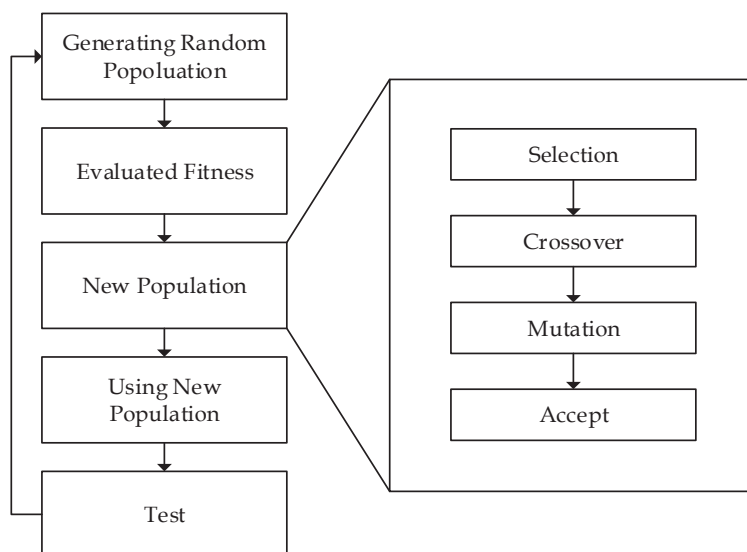 Generating Random
Popoluation
Evaluated Fitness
New Population
Using New
Population
Test
Selection
Crossover
Mutation
Accept